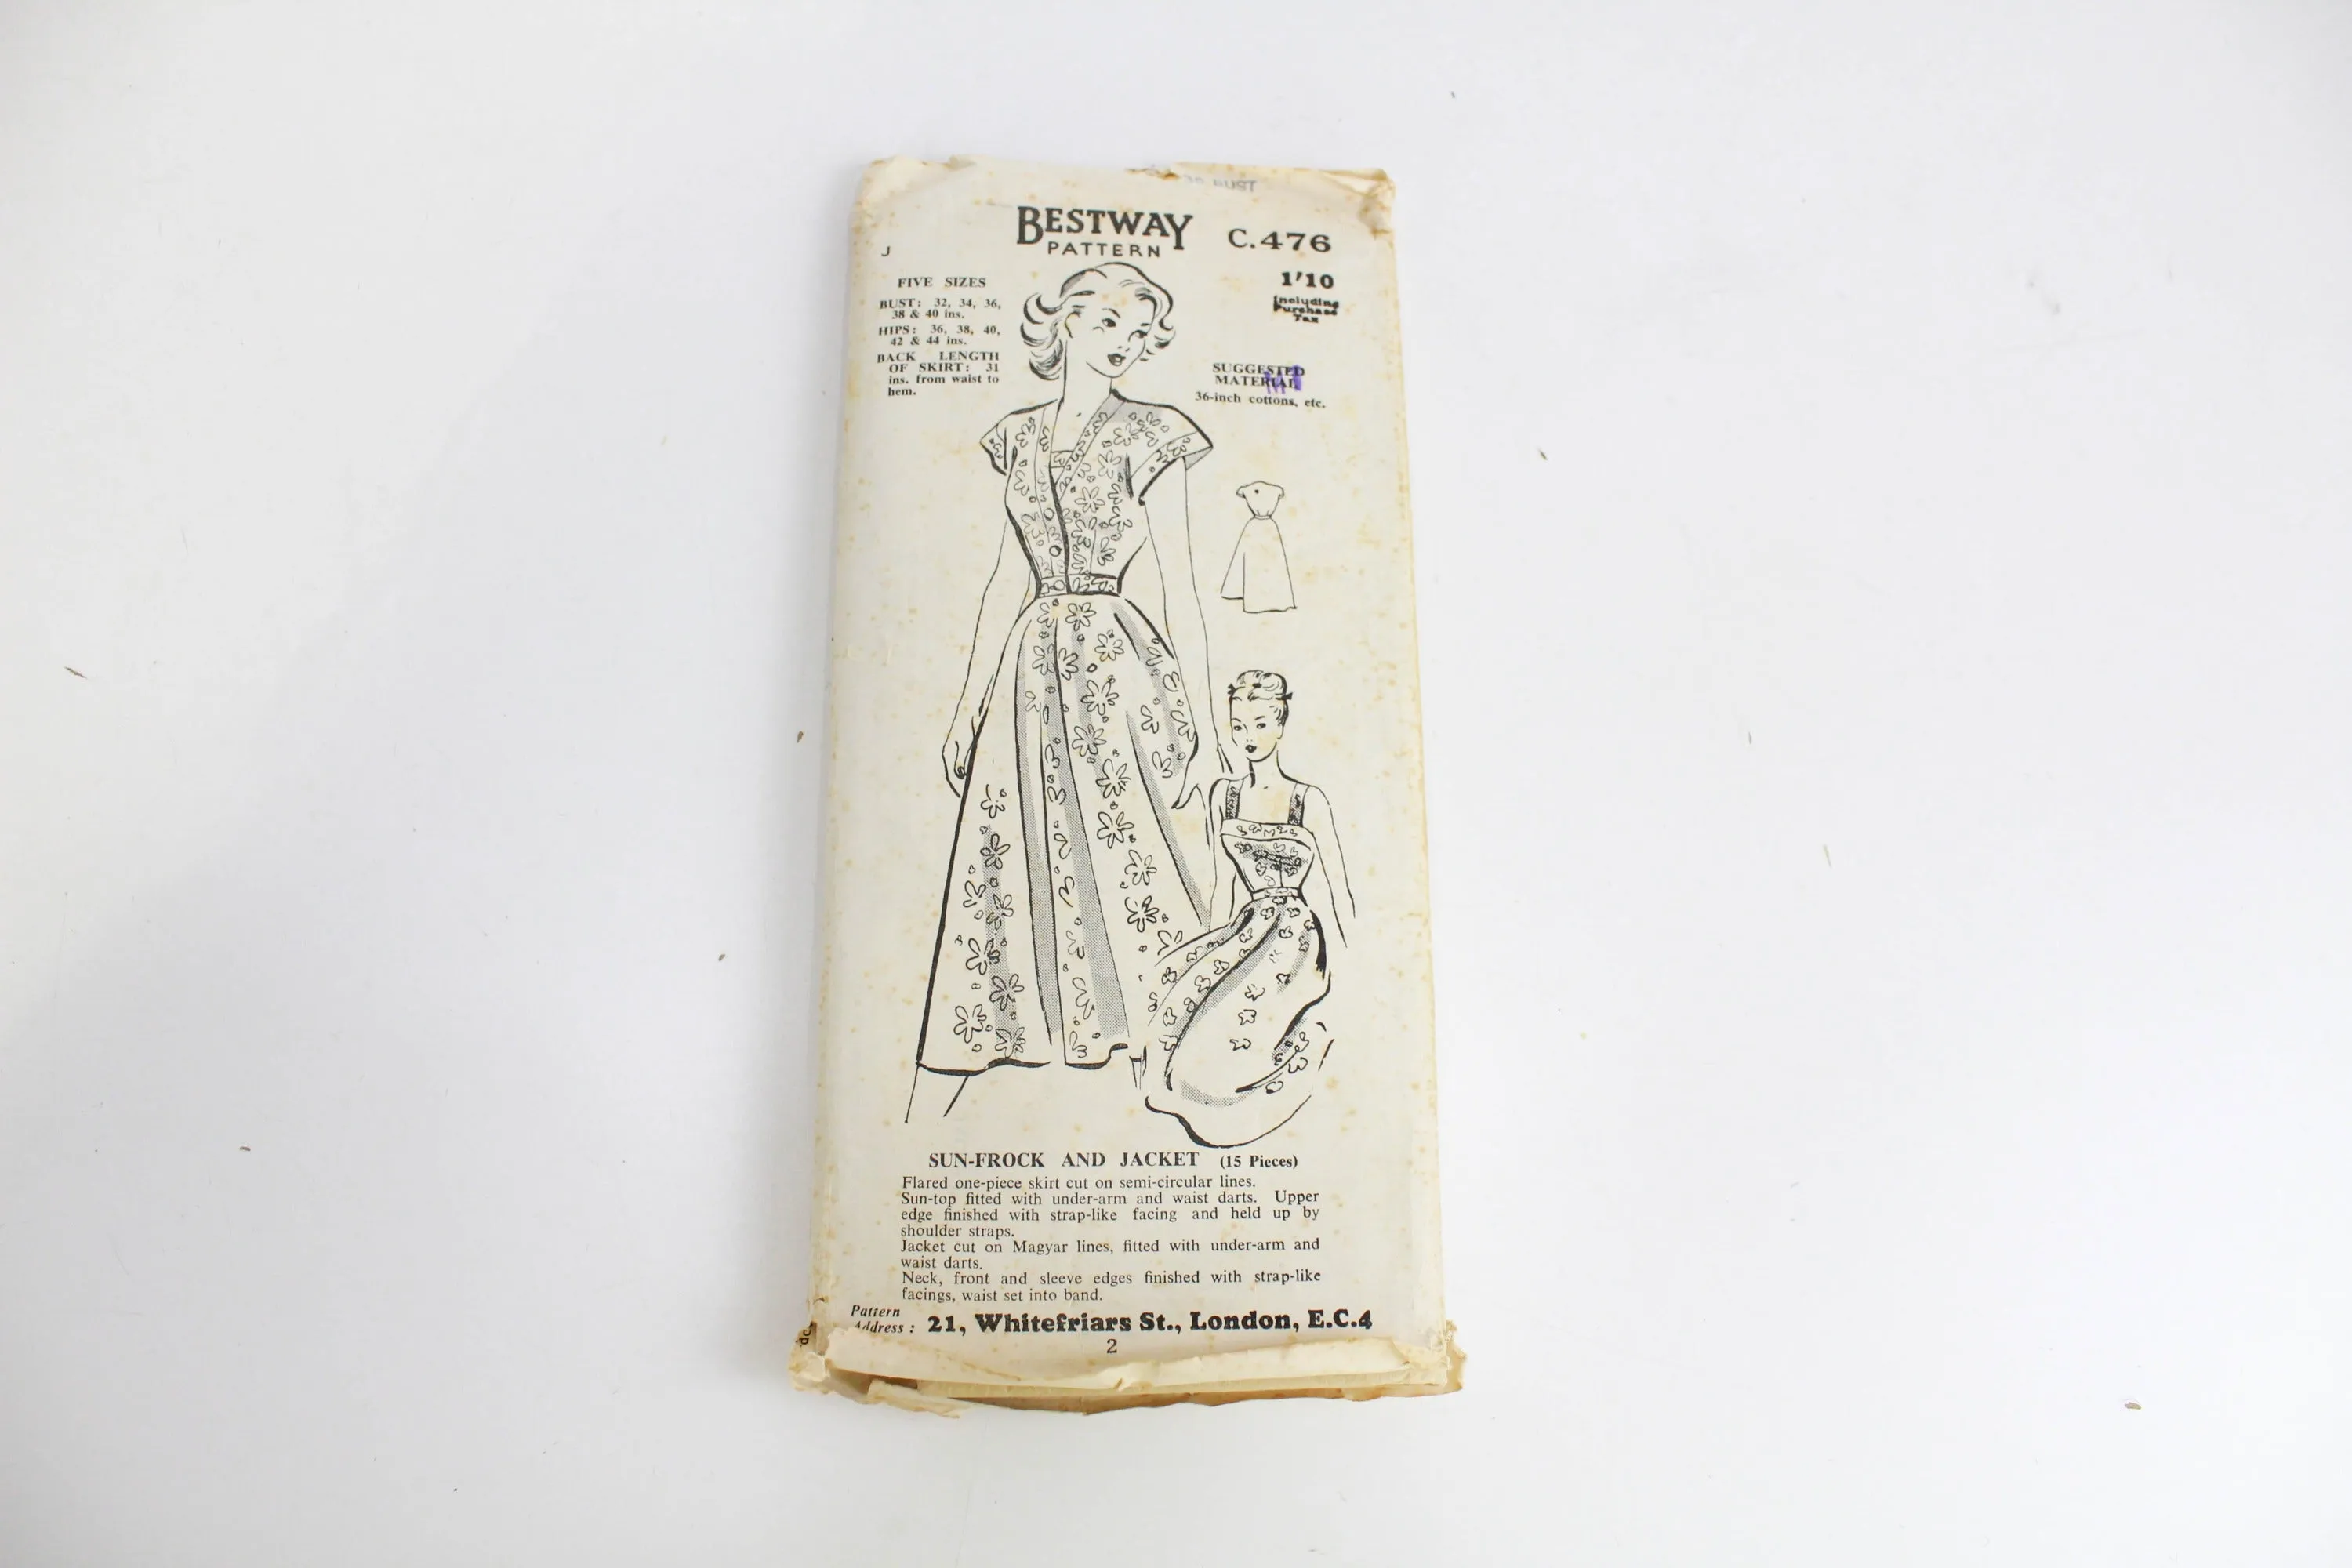 BESTWAY
PATTERN
C.476
J
1'10
Including
Purchase
Tax
FIVE SIZES
BUST: 32, 34, 36,
38 & 40 ins.
HIPS: 36, 38, 40,
42 & 44 ins.
BACK LENGTH
OF SKIRT: 31
ins. from waist to
hem.
SUGGESTED
MATERIAL
36-inch cottons, etc.
SUN-FROCK AND JACKET (15 Pieces)
Flared one-piece skirt cut on semi-circular lines.
Sun-top fitted with under-arm and waist darts. Upper
edge finished with strap-like facing and held up by
shoulder straps.
Jacket cut on Magyar lines, fitted with under-arm and
waist darts.
Neck, front and sleeve edges finished with strap-like
facings, waist set into band.
Pattern
Address: 21, Whitefriars St., London, E.C.4
2